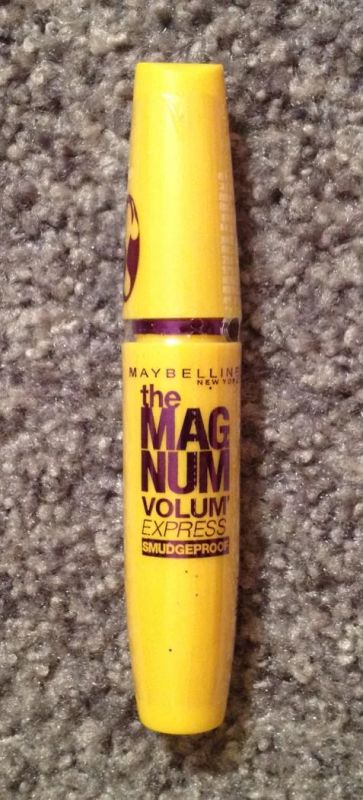 MAYBELLINE
NEW YORK
the
MAG
NUM
VOLUM'
EXPRESS
SMUDGEPROOF